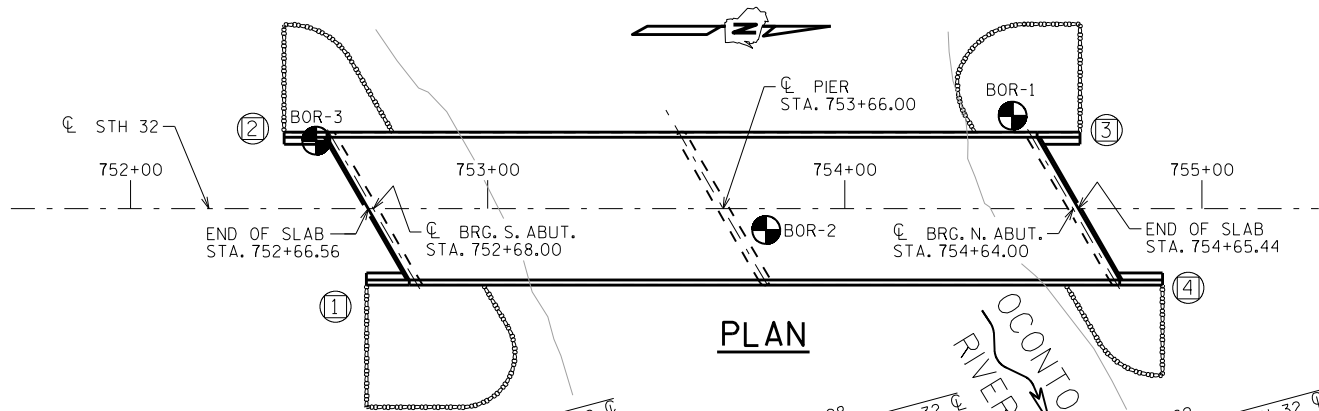 N
℄ PIER
STA. 753+66.00
BOR-1
BOR-3
2
3
℄ STH 32
752+00
753+00
754+00
755+00
END OF SLAB
STA. 752+66.56
℄ BRG. S. ABUT.
STA. 752+68.00
BOR-2
℄ BRG. N. ABUT.
STA. 754+64.00
END OF SLAB
STA. 754+65.44
1
4
PLAN
OCONTO
RIVER
32 ℄